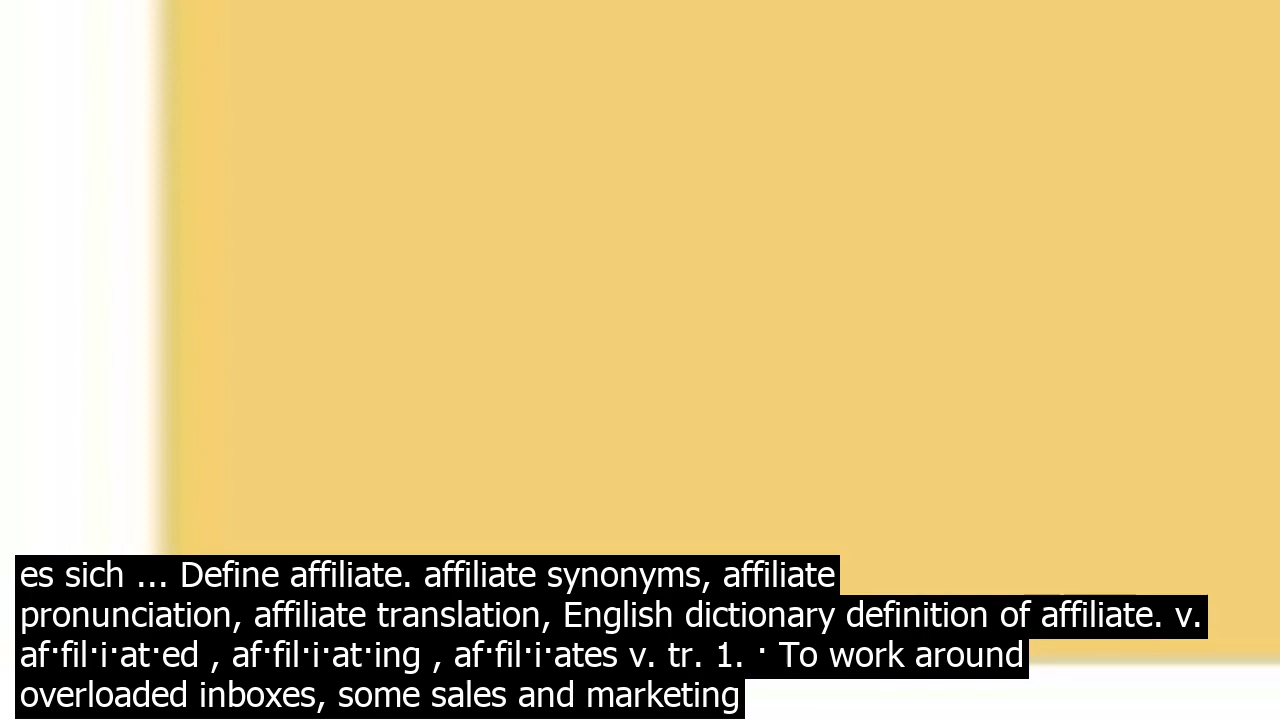 es sich ... Define affiliate. affiliate synonyms, affiliate
pronunciation, affiliate translation, English dictionary definition of affiliate. v.
af·fil·i·at·ed , af·fil·i·at·ing , af·fil·i·ates v. tr. 1. · To work around
overloaded inboxes, some sales and marketing